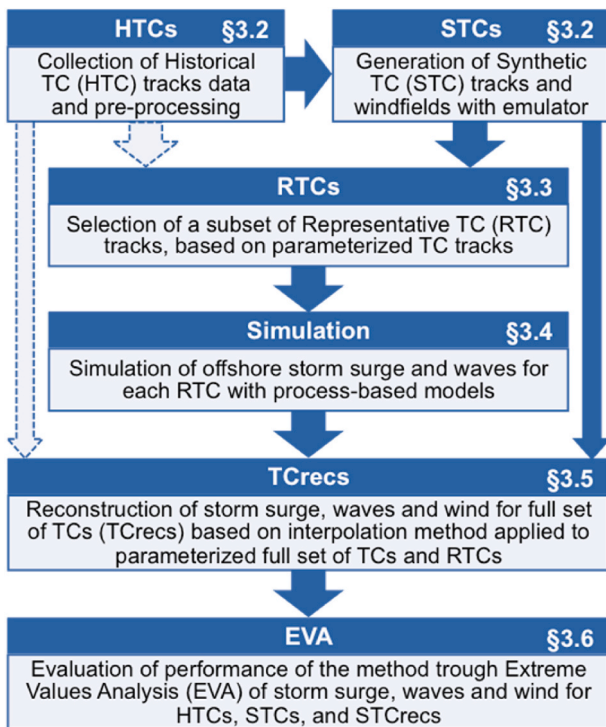 HTCs §3.2
Collection of Historical
TC (HTC) tracks data
and pre-processing
STCs §3.2
Generation of Synthetic
TC (STC) tracks and
windfields with emulator
RTCs §3.3
Selection of a subset of Representative TC (RTC)
tracks, based on parameterized TC tracks
Simulation §3.4
Simulation of offshore storm surge and waves for
each RTC with process-based models
TCrecs §3.5
Reconstruction of storm surge, waves and wind for full set
of TCs (TCrecs) based on interpolation method applied to
parameterized full set of TCs and RTCs
EVA §3.6
Evaluation of performance of the method trough Extreme
Values Analysis (EVA) of storm surge, waves and wind for
HTCs, STCs, and STCrecs